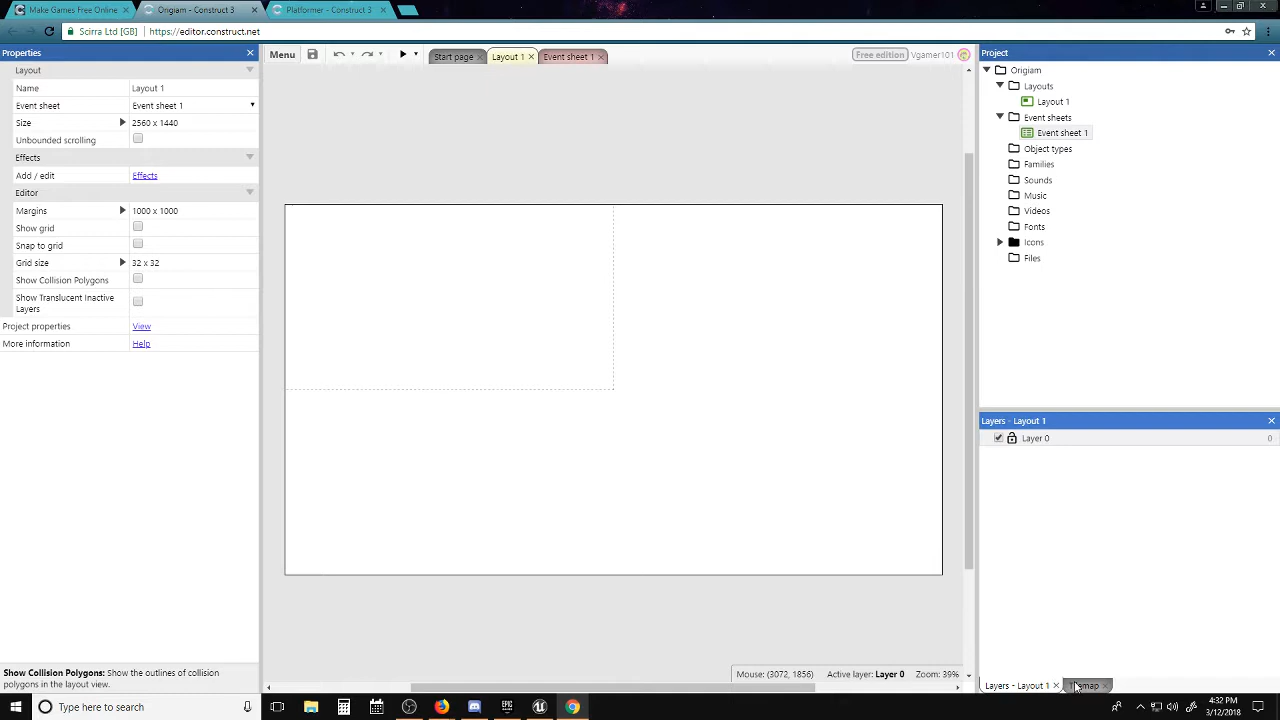 Make Games Free Online
Origiam - Construct 3
Platformer - Construct 3
Scirra Ltd [GB]
https://editor.construct.net
Properties
Layout
Name
Layout 1
Event sheet
Event sheet 1
Size
2560 x 1440
Unbounded scrolling
Effects
Add / edit
Effects
Editor
Margins
1000 x 1000
Show grid
Snap to grid
Grid size
32 x 32
Show Collision Polygons
Show Translucent Inactive
Layers
Project properties
View
More information
Help
Show Collision Polygons: Show the outlines of collision
polygons in the layout view.
Menu
Start page
Layout 1
Event sheet 1
Free edition
Vgamer101
Mouse: (3072, 1856)
Active layer: Layer 0
Zoom: 39%
Project
Origiam
Layouts
Layout 1
Event sheets
Event sheet 1
Object types
Families
Sounds
Music
Videos
Fonts
Icons
Files
Layers - Layout 1
Layer 0
0
Layers - Layout 1
Type here to search
4:32 PM
3/12/2018